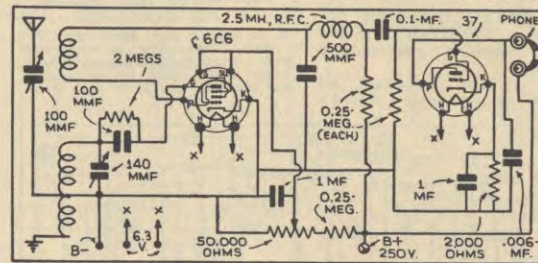 2.5 MH., R.F.C.
0.1-MF.
37
PHONE
6C6
2 MEGS
500
MMF
G
SU
P
K
H H
X X
100
MMF
100
MMF
0.25-
MEG.
(EACH)
G
P
K
H H
X X
140
MMF
1 MF
0.25-
MEG.
1
MF
X X
B-
6.3
V.
50,000
OHMS
B+
250V.
2,000
OHMS
.006-
MF.